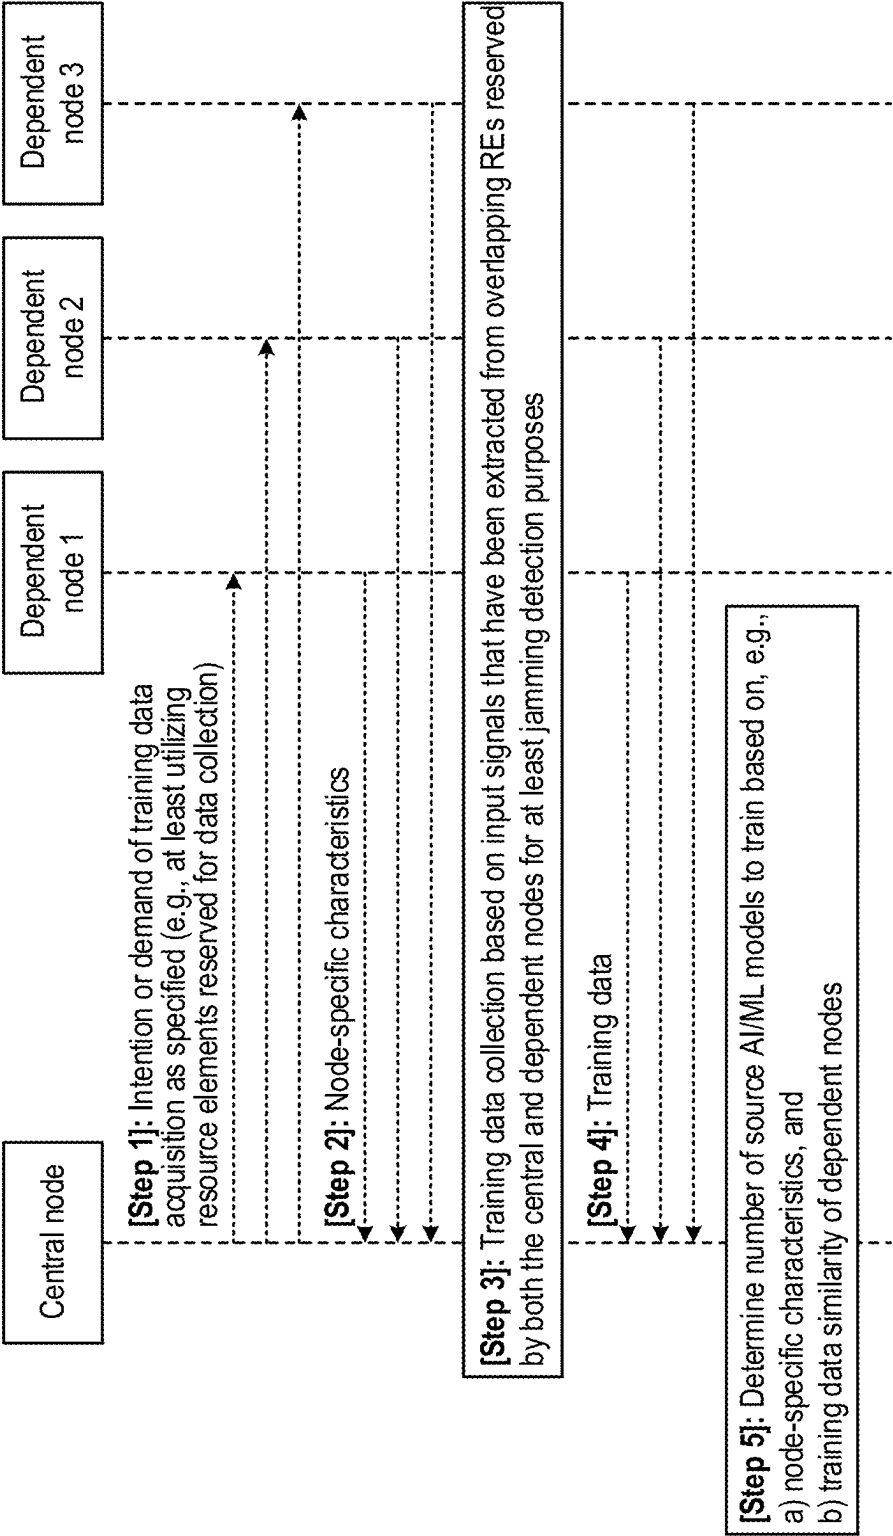 Central node
Dependent
node 1
Dependent
node 2
Dependent
node 3
[Step 1]: Intention or demand of training data
acquisition as specified (e.g., at least utilizing
resource elements reserved for data collection)
[Step 2]: Node-specific characteristics
[Step 3]: Training data collection based on input signals that have been extracted from overlapping REs reserved
by both the central and dependent nodes for at least jamming detection purposes
[Step 4]: Training data
[Step 5]: Determine number of source AI/ML models to train based on, e.g.,
a) node-specific characteristics, and
b) training data similarity of dependent nodes